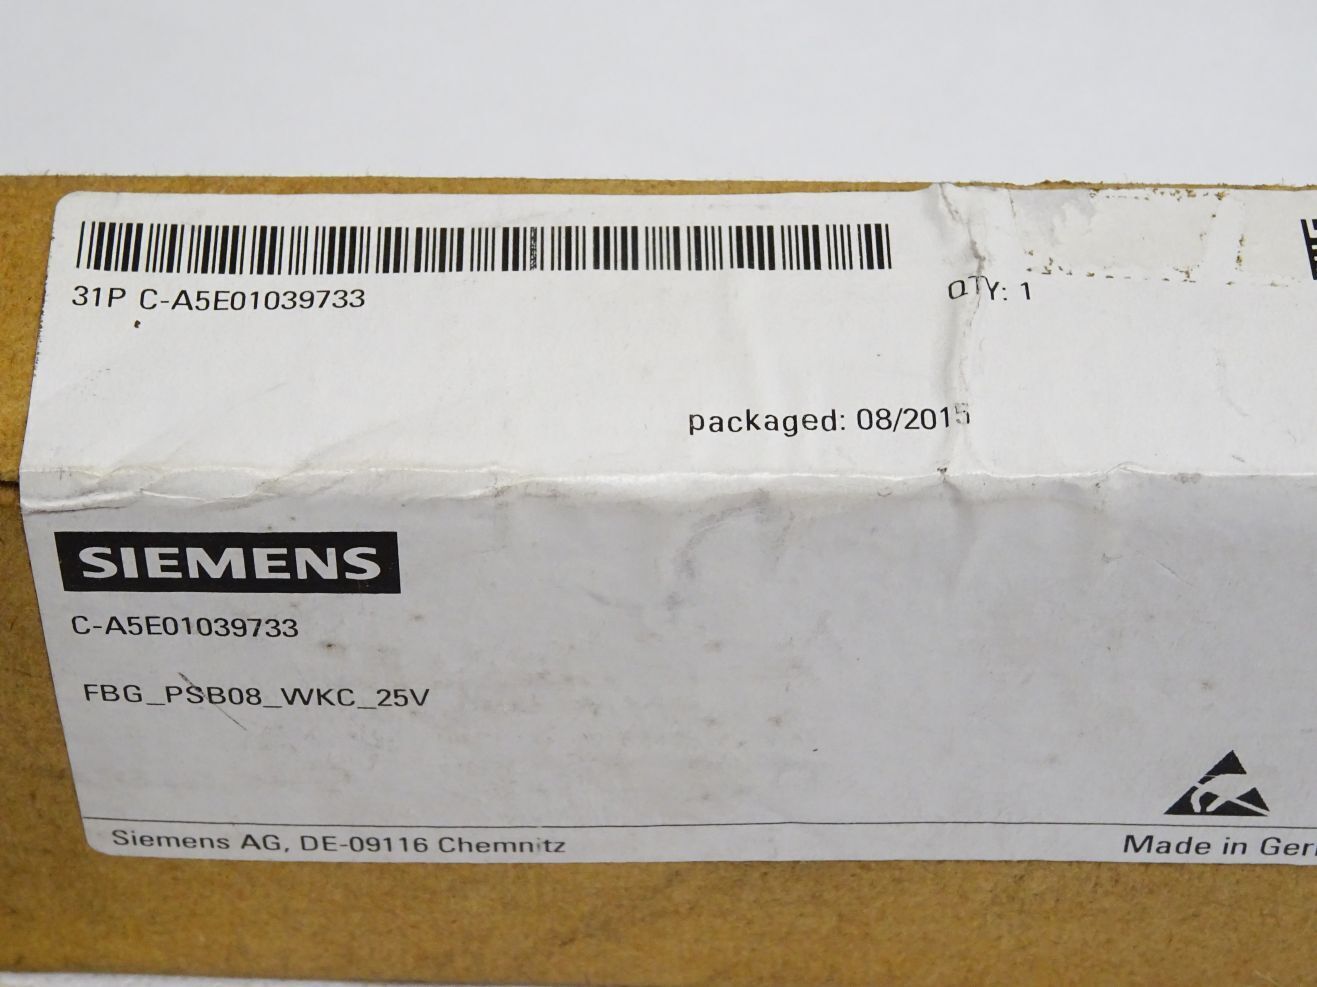 31P C-A5E01039733
QTY: 1
packaged: 08/2015
SIEMENS
C-A5E01039733
FBG_PSB08_WKC_25V
Siemens AG, DE-09116 Chemnitz
Made in Ger